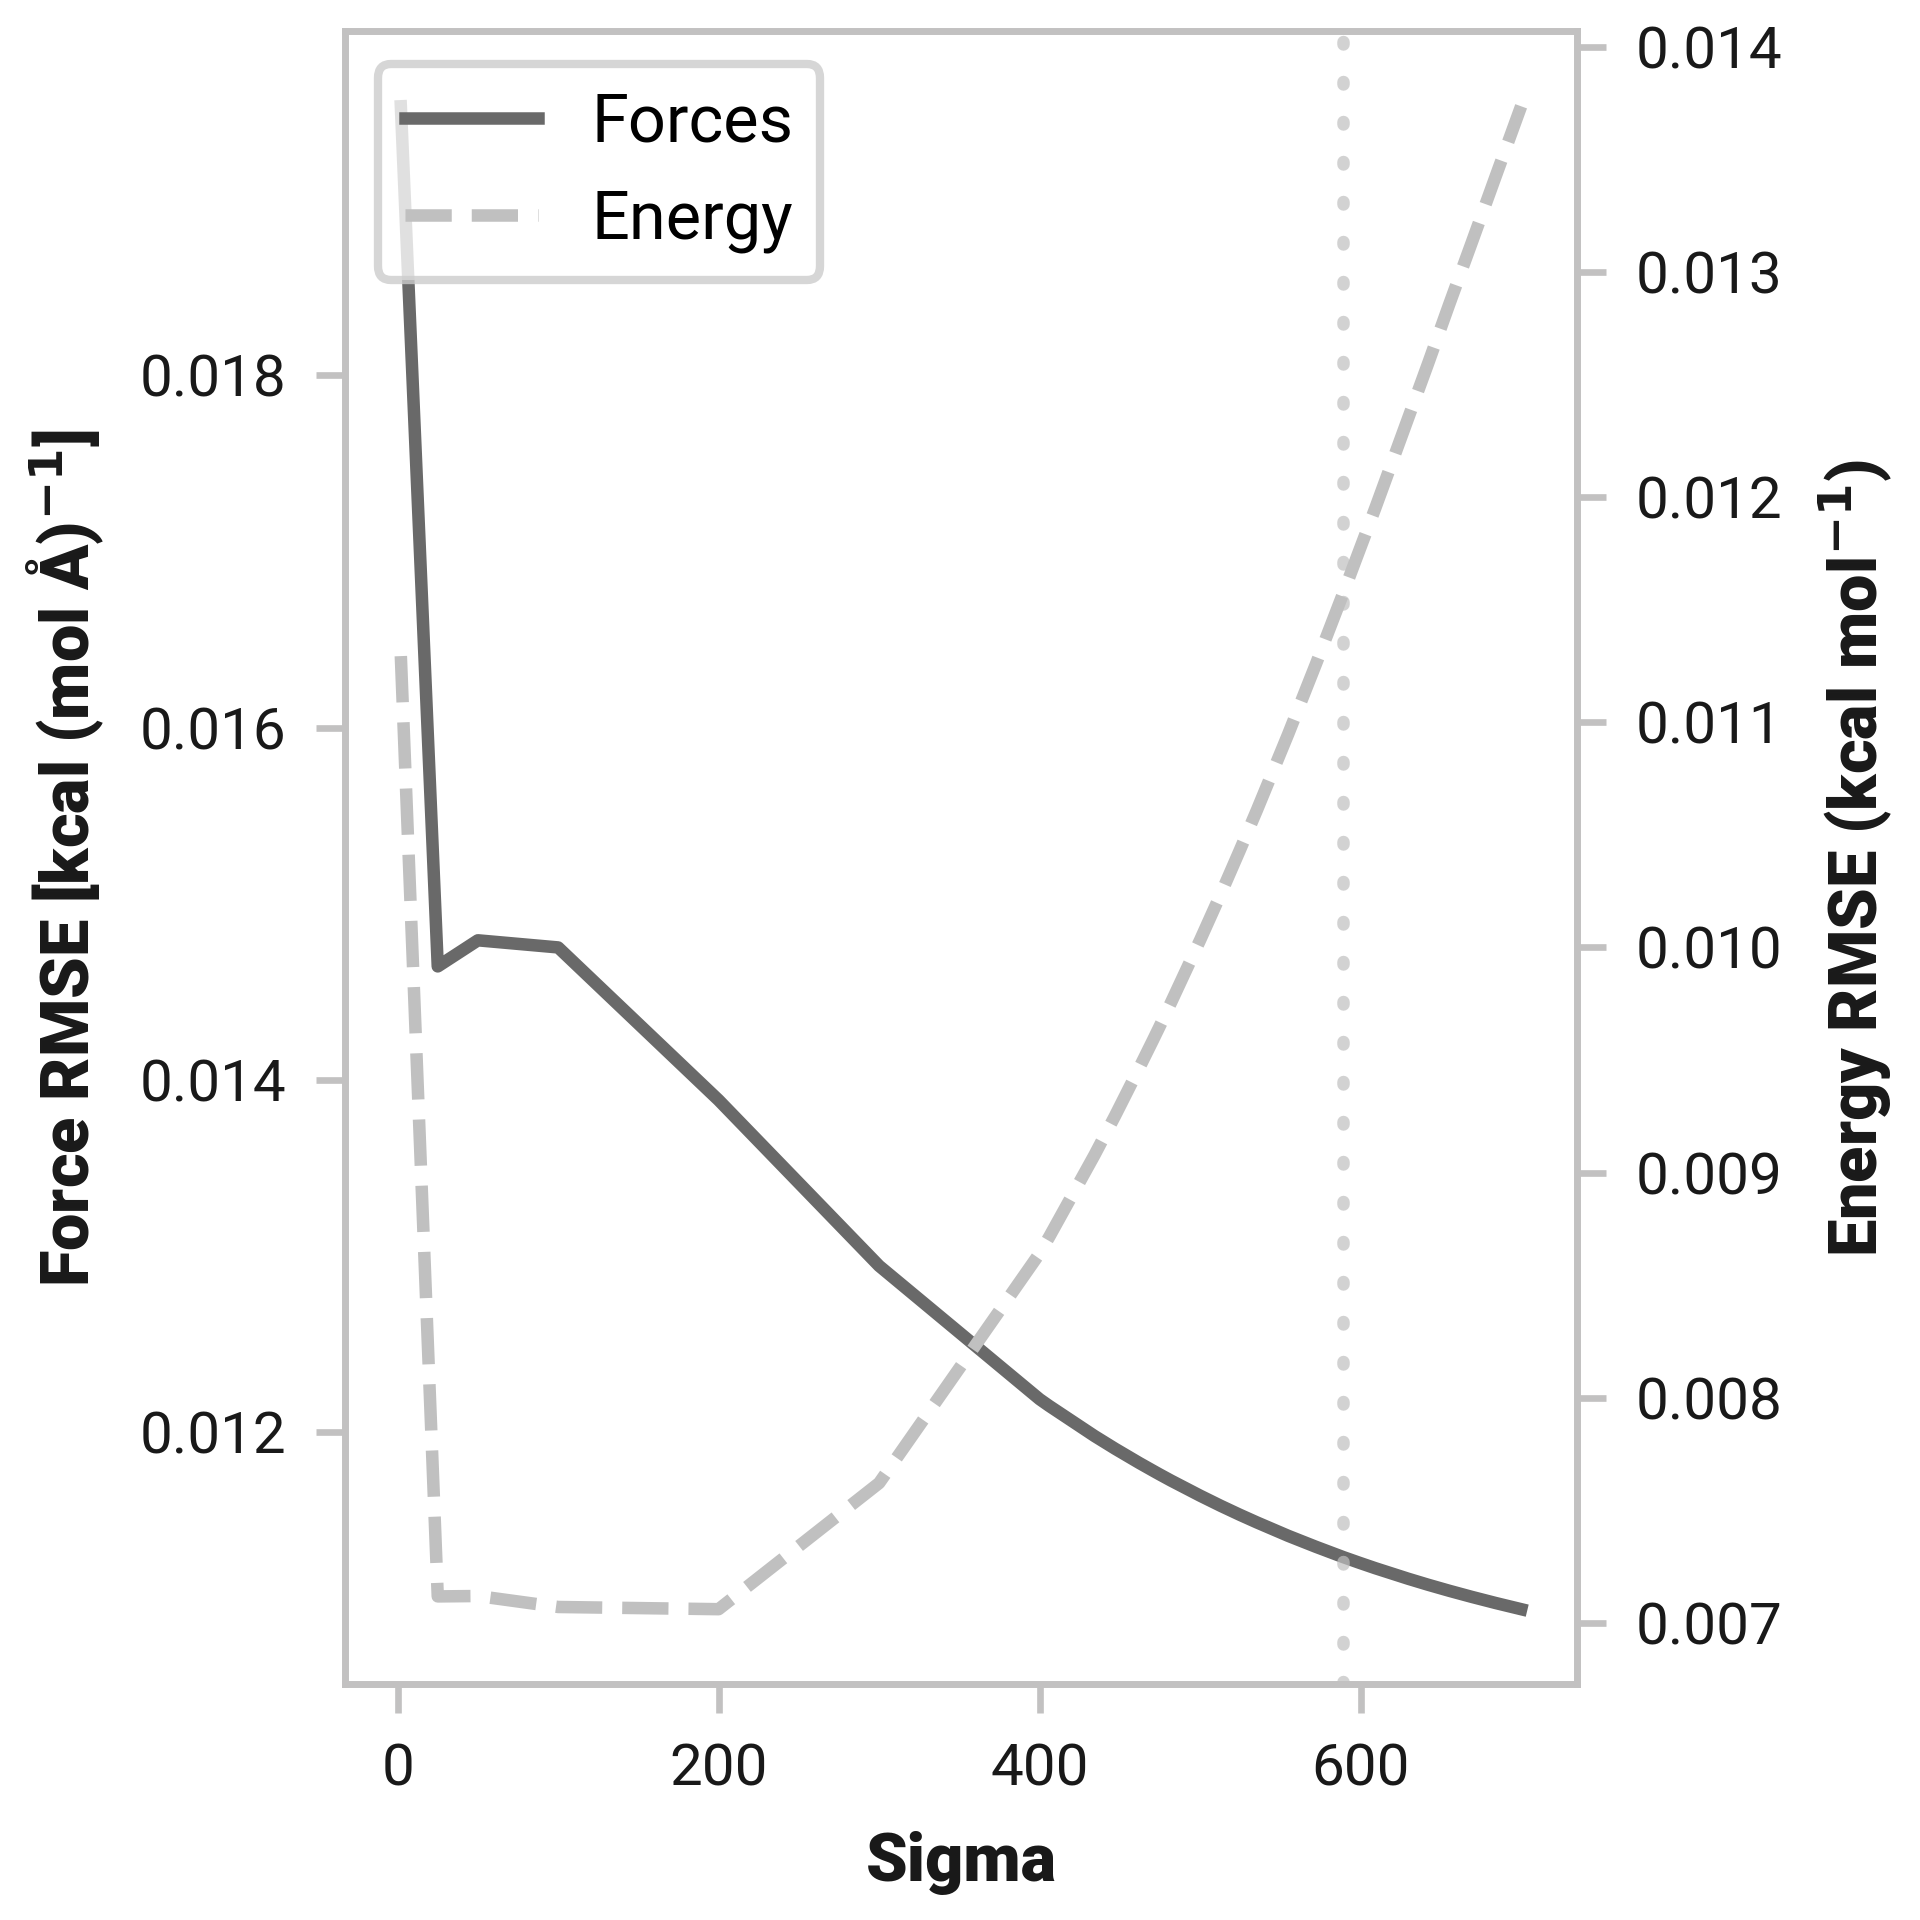 Forces
Energy
Force RMSE [kcal (mol Å)⁻¹]
0.018
0.016
0.014
0.012
0.014
0.013
0.012
0.011
0.010
0.009
0.008
0.007
Energy RMSE (kcal mol⁻¹)
0 200 400 600
Sigma